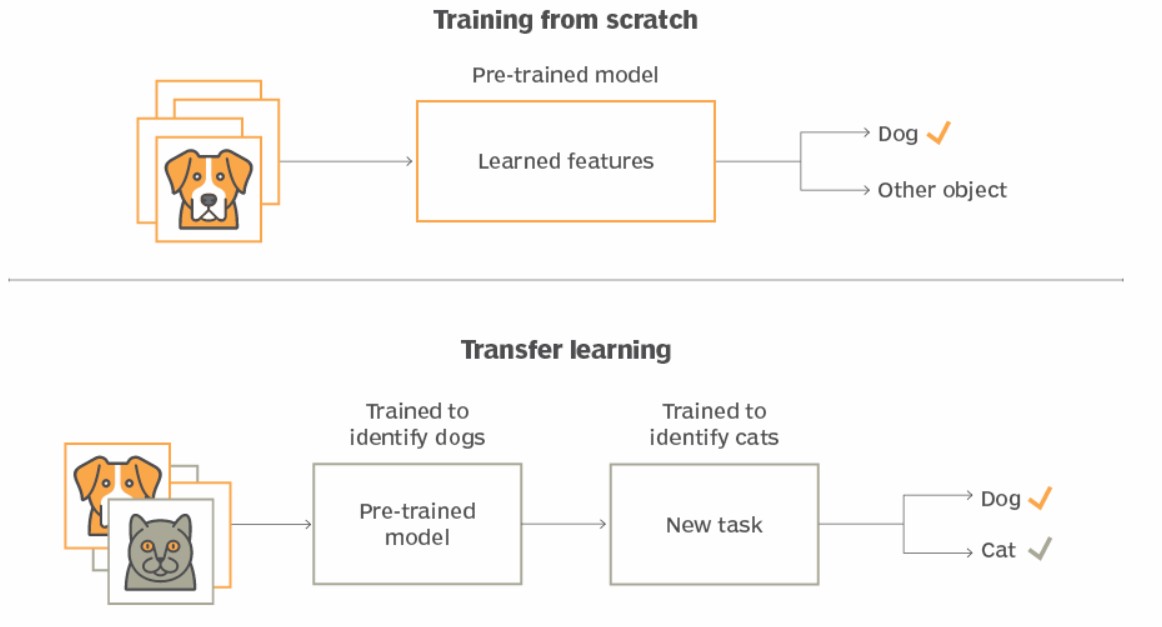 Training from scratch
Pre-trained model
Learned features
Dog
Other object
Transfer learning
Trained to
identify dogs
Trained to
identify cats
Pre-trained
model
New task
Dog
Cat